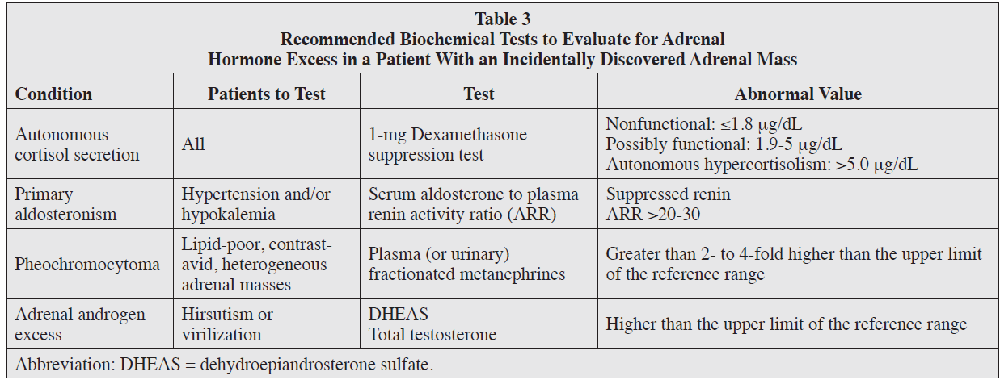 Table 3
Recommended Biochemical Tests to Evaluate for Adrenal
Hormone Excess in a Patient With an Incidentally Discovered Adrenal Mass
Condition
Patients to Test
Test
Abnormal Value
Autonomous
cortisol secretion
All
1-mg Dexamethasone
suppression test
Nonfunctional: ≤1.8 μg/dL
Possibly functional: 1.9-5 μg/dL
Autonomous hypercortisolism: >5.0 μg/dL
Primary
aldosteronism
Hypertension and/or
hypokalemia
Serum aldosterone to plasma
renin activity ratio (ARR)
Suppressed renin
ARR >20-30
Pheochromocytoma
Lipid-poor, contrast-
avid, heterogeneous
adrenal masses
Plasma (or urinary)
fractionated metanephrines
Greater than 2- to 4-fold higher than the upper limit
of the reference range
Adrenal androgen
excess
Hirsutism or
virilization
DHEAS
Total testosterone
Higher than the upper limit of the reference range
Abbreviation: DHEAS = dehydroepiandrosterone sulfate.